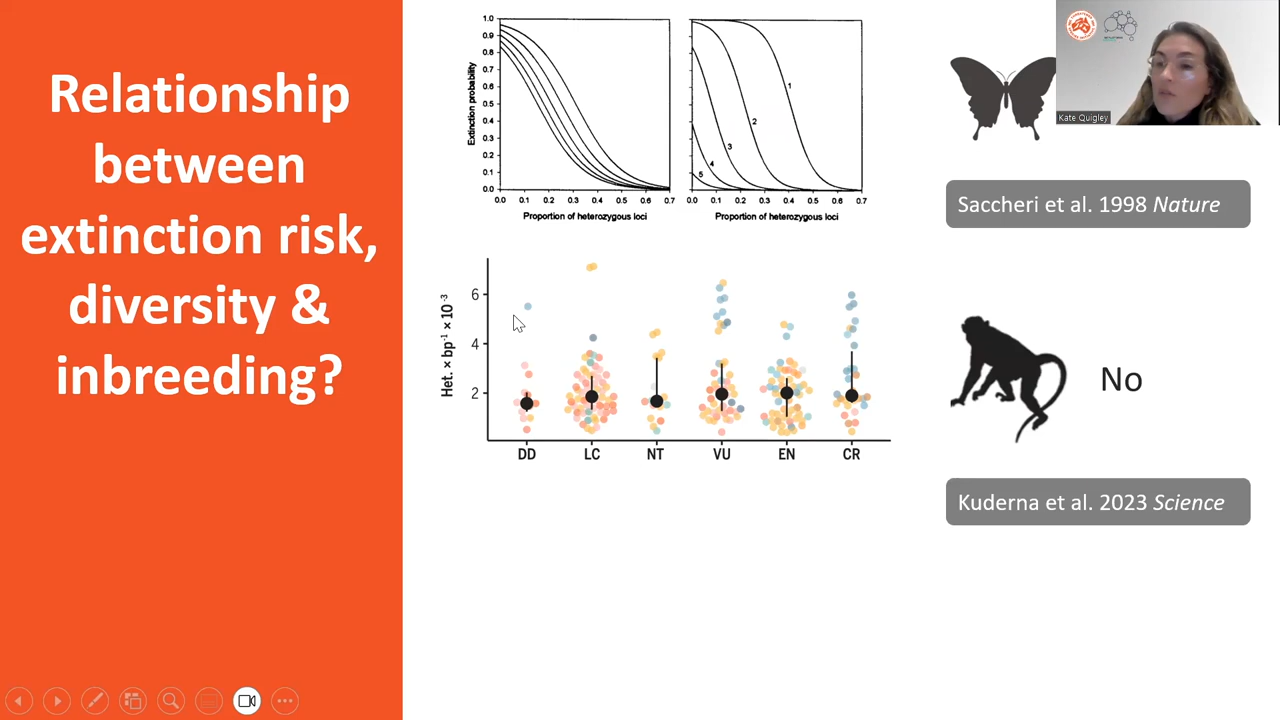 Relationship
between
extinction risk,
diversity &
inbreeding?
Extinction probability
1.0
0.9
0.8
0.7
0.6
0.5
0.4
0.3
0.2
0.1
0.0
0.0 0.1 0.2 0.3 0.4 0.5 0.6 0.7
Proportion of heterozygous loci
1
2
3
4
5
0.0 0.1 0.2 0.3 0.4 0.5 0.6 0.7
Proportion of heterozygous loci
Kate Quigley
Saccheri et al. 1998 Nature
Het. × bp⁻¹ × 10⁻³
6
4
2
DD LC NT VU EN CR
No
Kuderna et al. 2023 Science